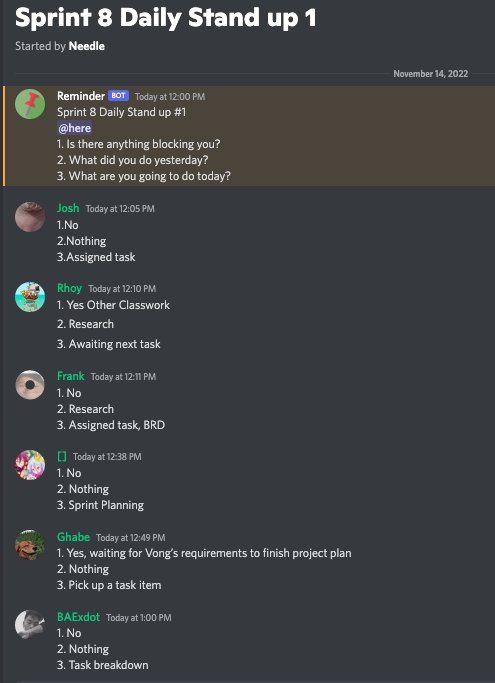 Sprint 8 Daily Stand up 1
Started by Needle
November 14, 2022
Reminder BOT Today at 12:00 PM
Sprint 8 Daily Stand up #1
@here
1. Is there anything blocking you?
2. What did you do yesterday?
3. What are you going to do today?
Josh Today at 12:05 PM
1.No
2.Nothing
3.Assigned task
Rhoy Today at 12:10 PM
1. Yes Other Classwork
2. Research
3. Awaiting next task
Frank Today at 12:11 PM
1. No
2. Research
3. Assigned task, BRD
[] Today at 12:38 PM
1. No
2. Nothing
3. Sprint Planning
Ghabe Today at 12:49 PM
1. Yes, waiting for Vong's requirements to finish project plan
2. Nothing
3. Pick up a task item
BAExdot Today at 1:00 PM
1. No
2. Nothing
3. Task breakdown